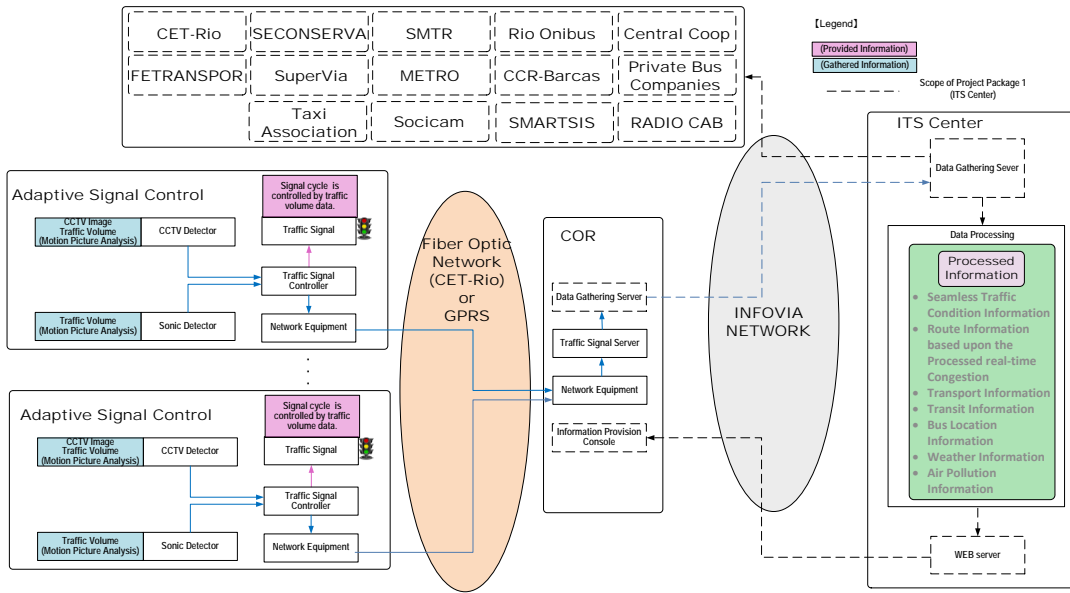 CET-Rio
SECONSERVA
SMTR
Rio Onibus
Central Coop
FETRANSPOR
SuperVia
METRO
CCR-Barcas
Private Bus
Companies
Taxi
Association
Socicam
SMARTSIS
RADIO CAB
【Legend】
(Provided Information)
(Gathered Information)
Scope of Project Package 1
(ITS Center)
Adaptive Signal Control
Signal cycle is
controlled by traffic
volume data.
CCTV Image
Traffic Volume
(Motion Picture Analysis)
CCTV Detector
Traffic Signal
Traffic Signal
Controller
Traffic Volume
(Motion Picture Analysis)
Sonic Detector
Network Equipment
Adaptive Signal Control
Signal cycle is
controlled by traffic
volume data.
CCTV Image
Traffic Volume
(Motion Picture Analysis)
CCTV Detector
Traffic Signal
Traffic Signal
Controller
Traffic Volume
(Motion Picture Analysis)
Sonic Detector
Network Equipment
Fiber Optic
Network
(CET-Rio)
or
GPRS
COR
Data Gathering Server
Traffic Signal Server
Network Equipment
Information Provision
Console
INFOVIA
NETWORK
ITS Center
Data Gathering Sever
Data Processing
Processed
Information
• Seamless Traffic
Condition Information
• Route Information
based upon the
Processed real-time
Congestion
• Transport Information
• Transit Information
• Bus Location
Information
• Weather Information
• Air Pollution
Information
WEB server